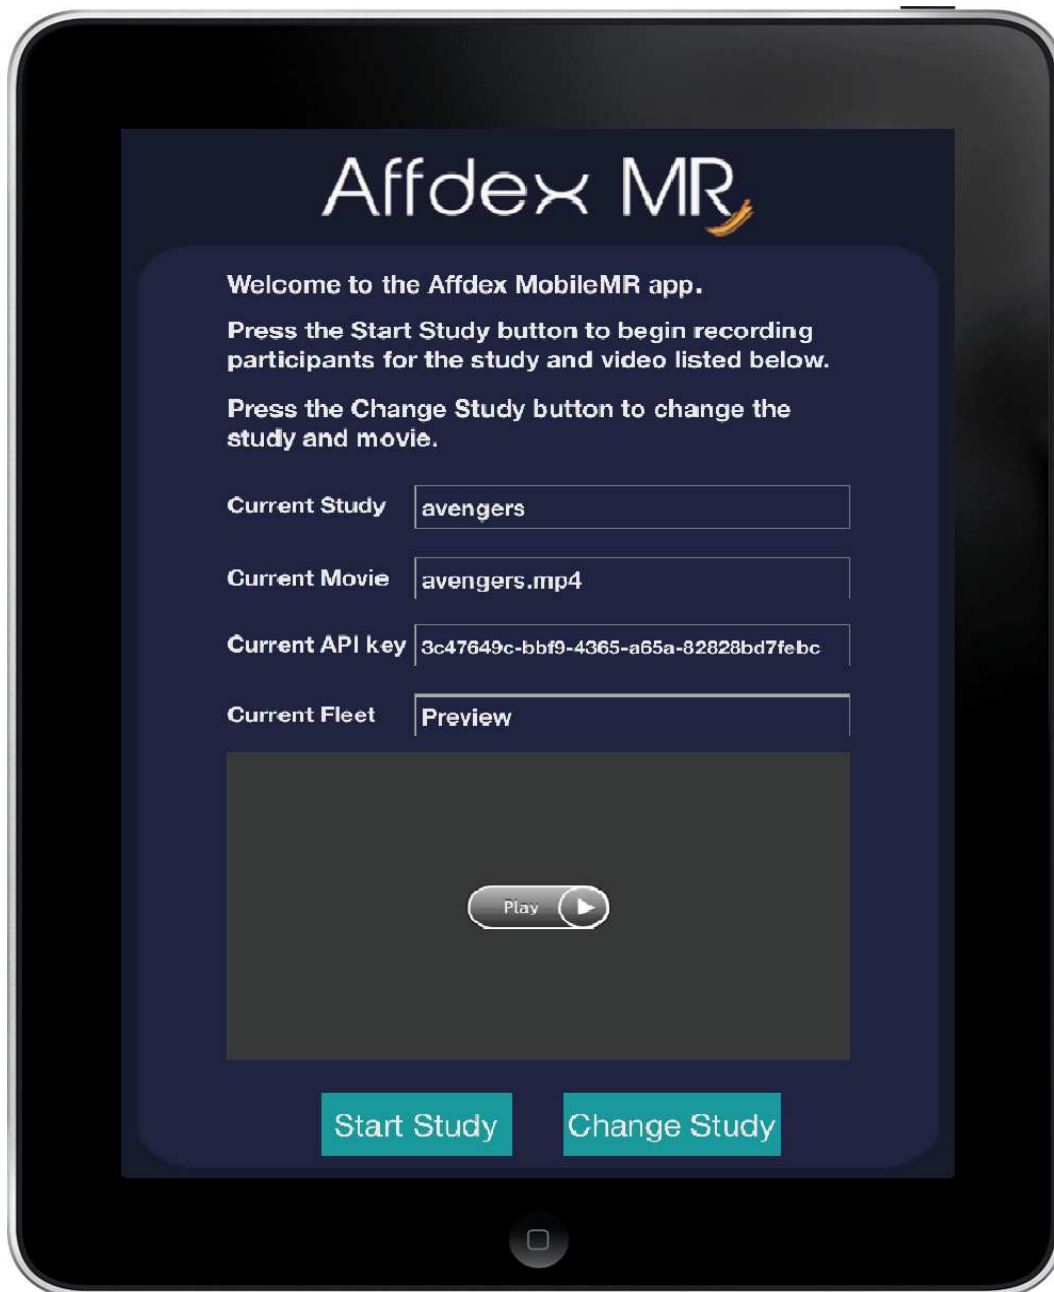 Affdex MR
Welcome to the Affdex MobileMR app.
Press the Start Study button to begin recording
participants for the study and video listed below.
Press the Change Study button to change the
study and movie.
Current Study avengers
Current Movie avengers.mp4
Current API key 3c47649c-bbf9-4365-a65a-82828bd7febc
Current Fleet Preview
Play
Start Study Change Study